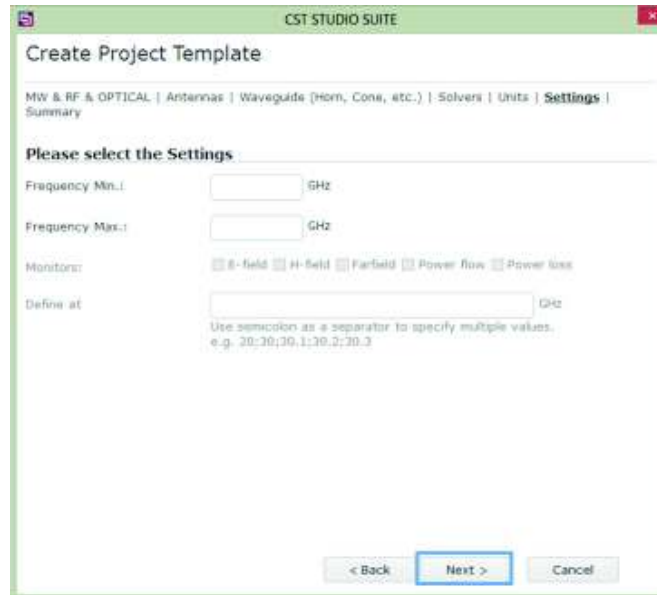 CST STUDIO SUITE
Create Project Template
MW & RF & OPTICAL | Antennas | Waveguide (Horn, Cone, etc.) | Solvers | Units | Settings |
Summary
Please select the Settings
Frequency Min.: GHz
Frequency Max.: GHz
Monitors: E-field H-field Farfield Power flow Power loss
Define at GHz
Use semicolon as a separator to specify multiple values.
e.g. 20;30;30.1;30.2;30.3
< Back Next > Cancel